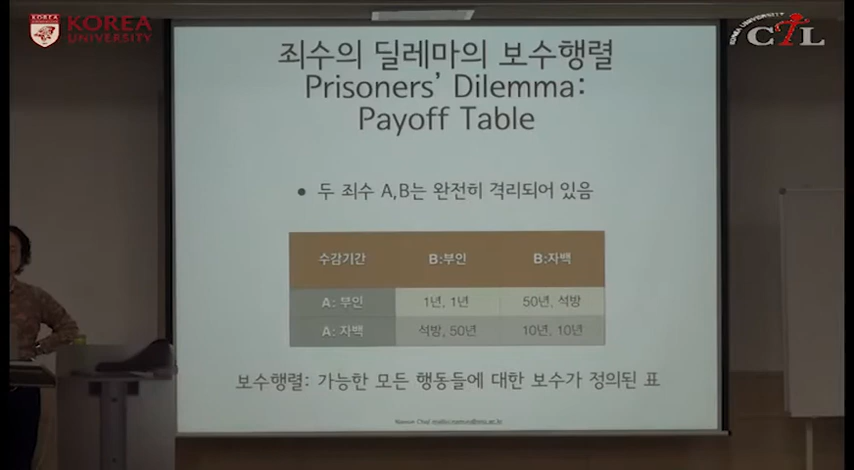 KOREA
UNIVERSITY
KOREA UNIVERSITY
CTL
죄수의 딜레마의 보수행렬
Prisoners' Dilemma:
Payoff Table
• 두 죄수 A,B는 완전히 격리되어 있음
수감기간 B:부인 B:자백
A: 부인 1년, 1년 50년, 석방
A: 자백 석방, 50년 10년, 10년
보수행렬: 가능한 모든 행동들에 대한 보수가 정의된 표